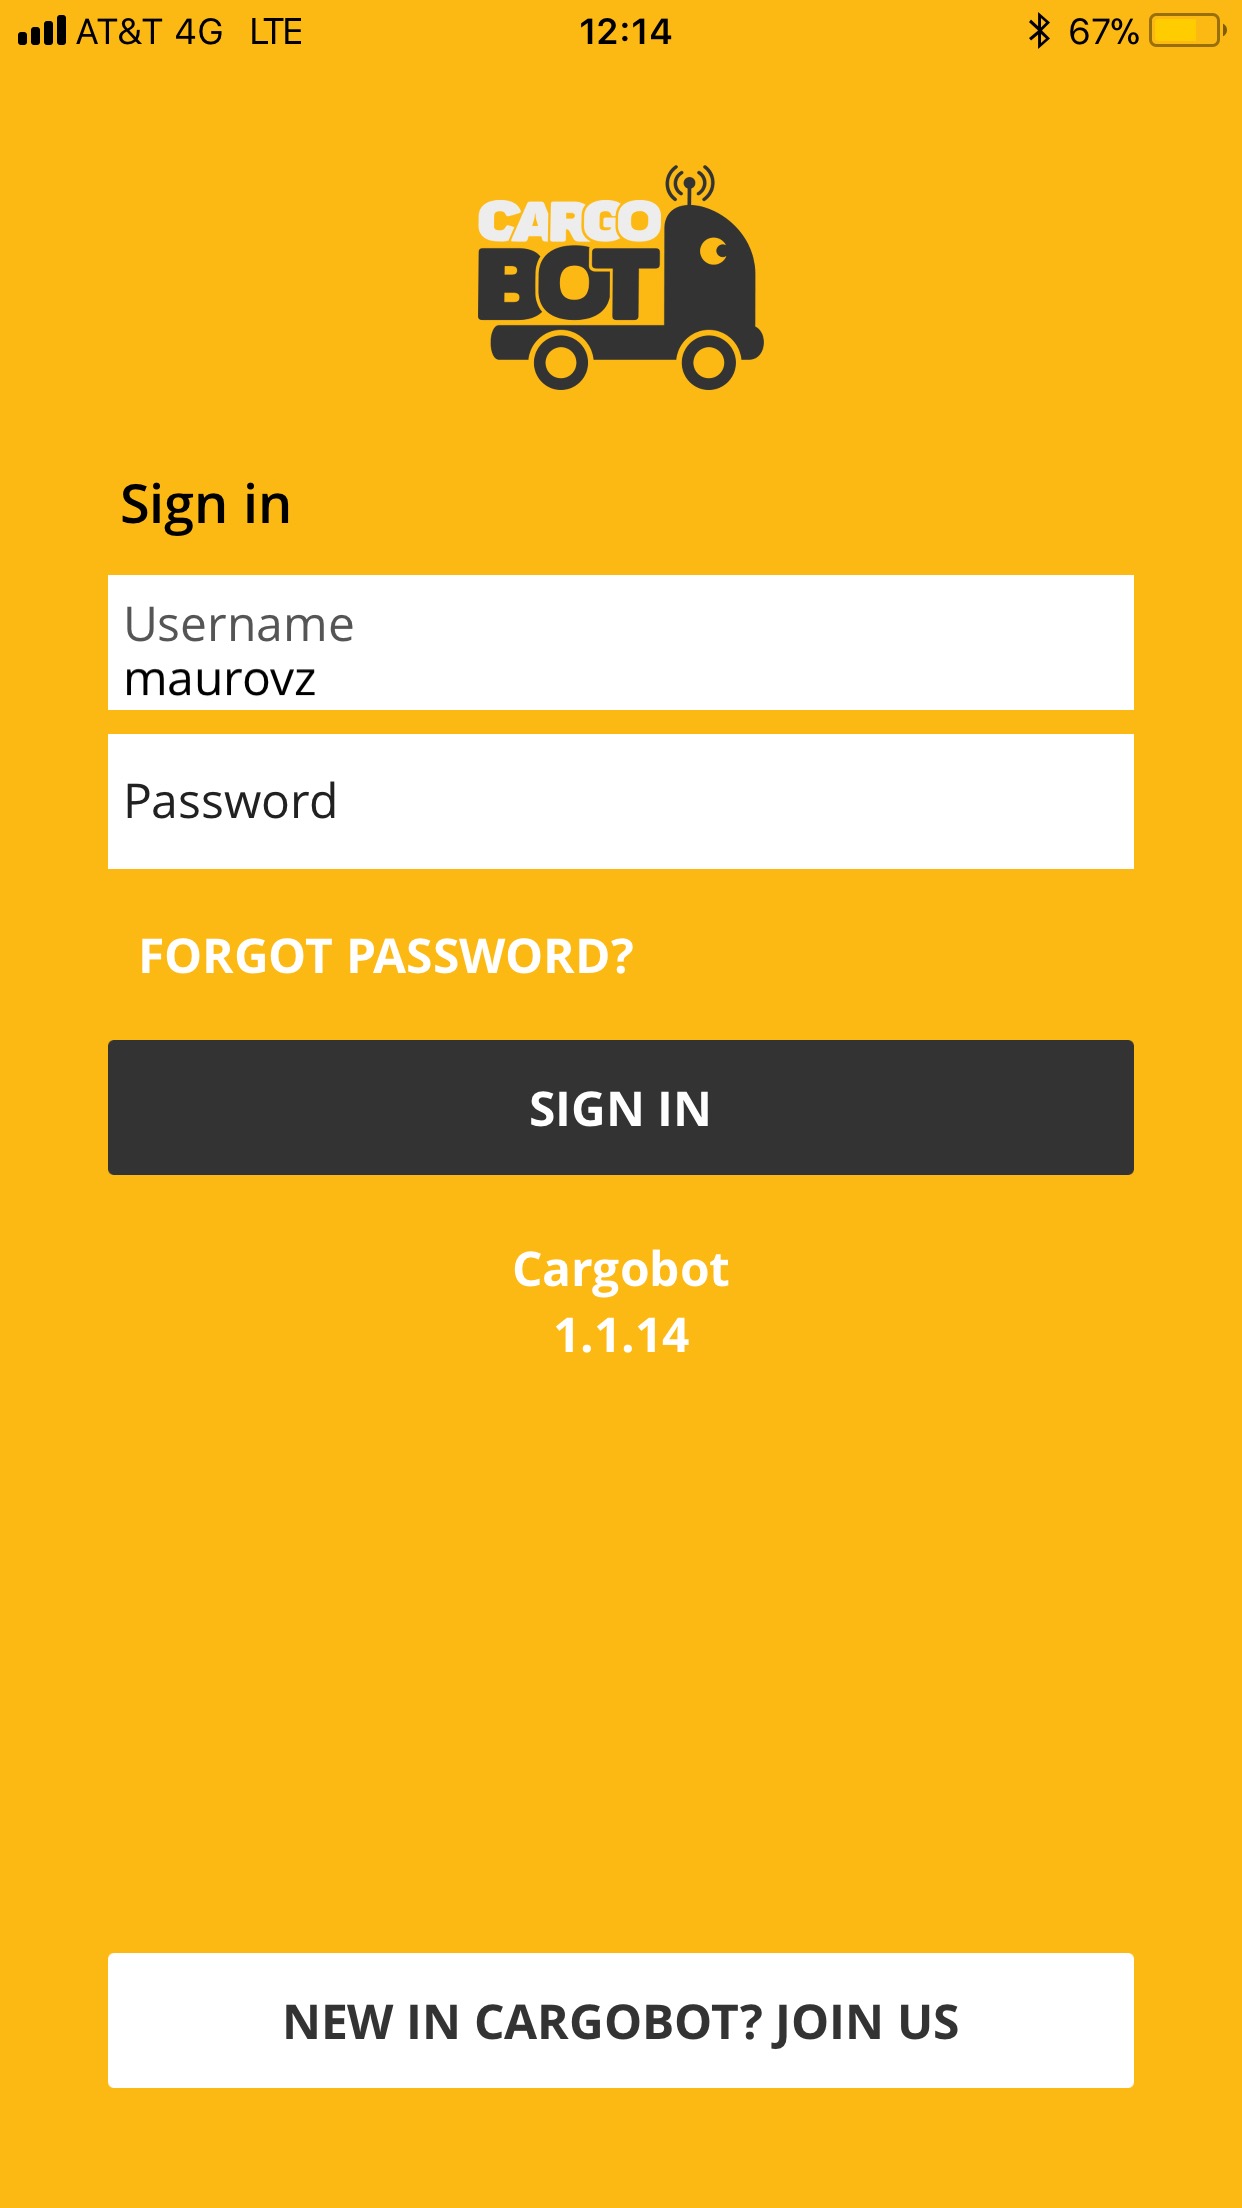 AT&T 4G LTE 12:14 67%
CARGO
BOT
Sign in
Username
maurovz
Password
FORGOT PASSWORD?
SIGN IN
Cargobot
1.1.14
NEW IN CARGOBOT? JOIN US